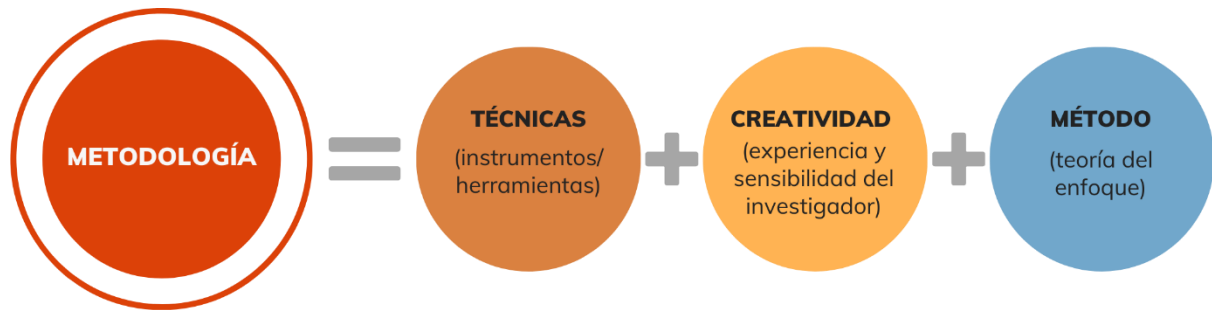 METODOLOGÍA
=
TÉCNICAS
(instrumentos/
herramientas)
+
CREATIVIDAD
(experiencia y
sensibilidad del
investigador)
+
MÉTODO
(teoría del
enfoque)